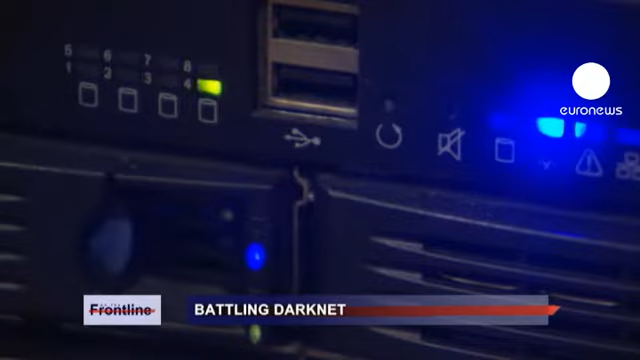 5 6 7 8
1 2 3 4
euronews
Frontline
BATTLING DARKNET